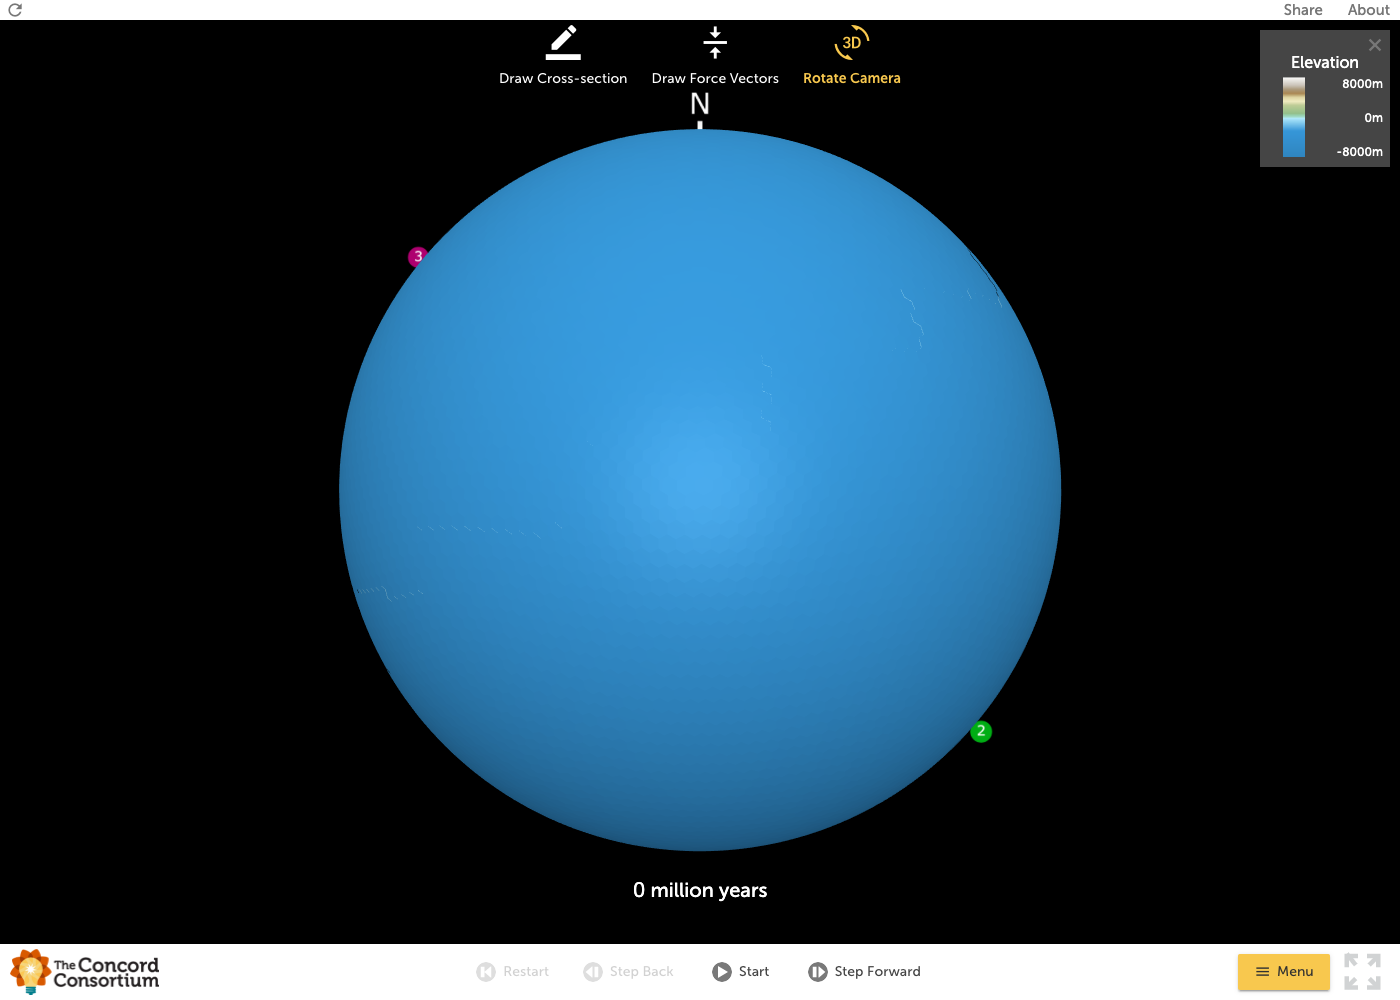 Share
About
Draw Cross-section
Draw Force Vectors
3D
Rotate Camera
N
Elevation
8000m
0m
-8000m
3
2
0 million years
The Concord
Consortium
Restart
Step Back
Start
Step Forward
Menu